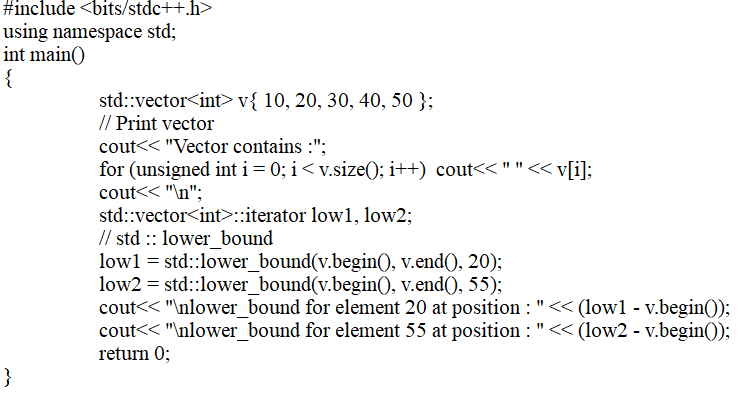 #include <bits/stdc++.h>
using namespace std;
int main()
{
std::vector<int> v{ 10, 20, 30, 40, 50 };
// Print vector
cout<< "Vector contains :";
for (unsigned int i = 0; i < v.size(); i++)  cout<< " " << v[i];
cout<< "\n";
std::vector<int>::iterator low1, low2;
// std :: lower_bound
low1 = std::lower_bound(v.begin(), v.end(), 20);
low2 = std::lower_bound(v.begin(), v.end(), 55);
cout<< "\nlower_bound for element 20 at position : " << (low1 - v.begin());
cout<< "\nlower_bound for element 55 at position : " << (low2 - v.begin());
return 0;
}